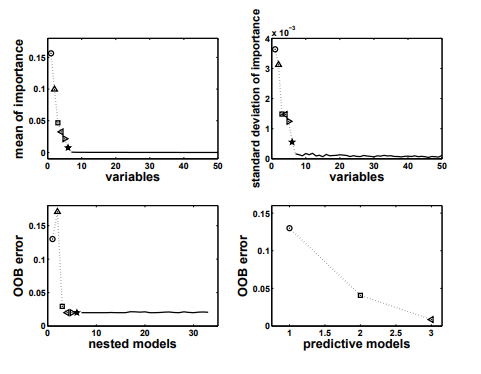 mean of importance
0.15
0.1
0.05
0
0 10 20 30 40 50
variables
standard deviation of importance
x 10⁻³
4
3
2
1
0
0 10 20 30 40 50
variables
OOB error
0.15
0.1
0.05
0
0 10 20 30
nested models
OOB error
0.15
0.1
0.05
0
1 1.5 2 2.5 3
predictive models